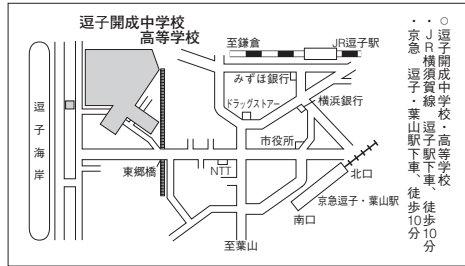 逗子開成中学校
高等学校
至鎌倉
JR逗子駅
みずほ銀行
ドラッグストアー
横浜銀行
市役所
逗子海岸
東郷橋
NTT
北口
京急逗子・葉山駅
南口
至葉山
○逗子開成中学校・高等学校
・JR横須賀線 逗子駅下車、徒歩10分
・京急 逗子・葉山駅下車、徒歩10分